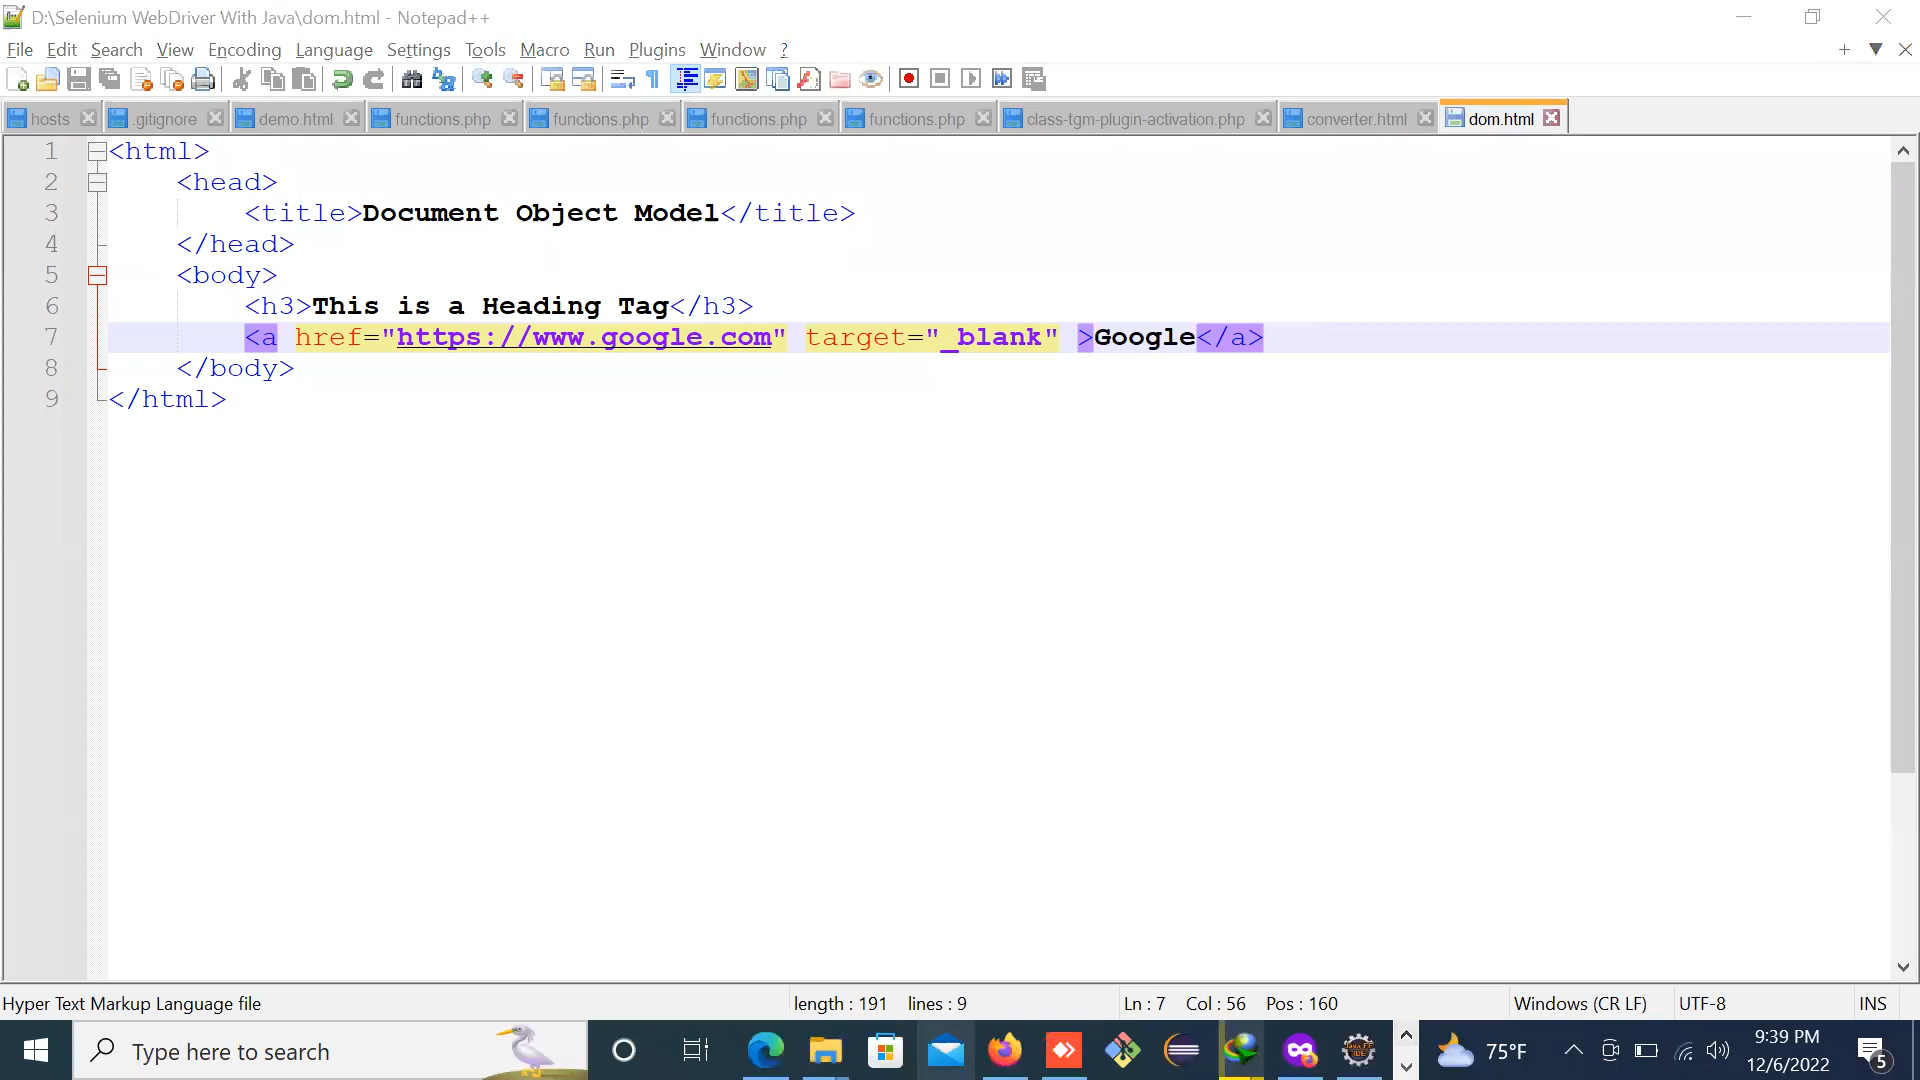 D:\Selenium WebDriver With Java\dom.html - Notepad++
File Edit Search View Encoding Language Settings Tools Macro Run Plugins Window ?
hosts .gitignore demo.html functions.php functions.php functions.php functions.php class-tgm-plugin-activation.php converter.html dom.html
1 <html>
2 <head>
3 <title>Document Object Model</title>
4 </head>
5 <body>
6 <h3>This is a Heading Tag</h3>
7 <a href="https://www.google.com" target="_blank" >Google</a>
8 </body>
9 </html>
Hyper Text Markup Language file length : 191 lines : 9 Ln : 7 Col : 56 Pos : 160 Windows (CR LF) UTF-8 INS
Type here to search 75°F 9:39 PM
12/6/2022 5